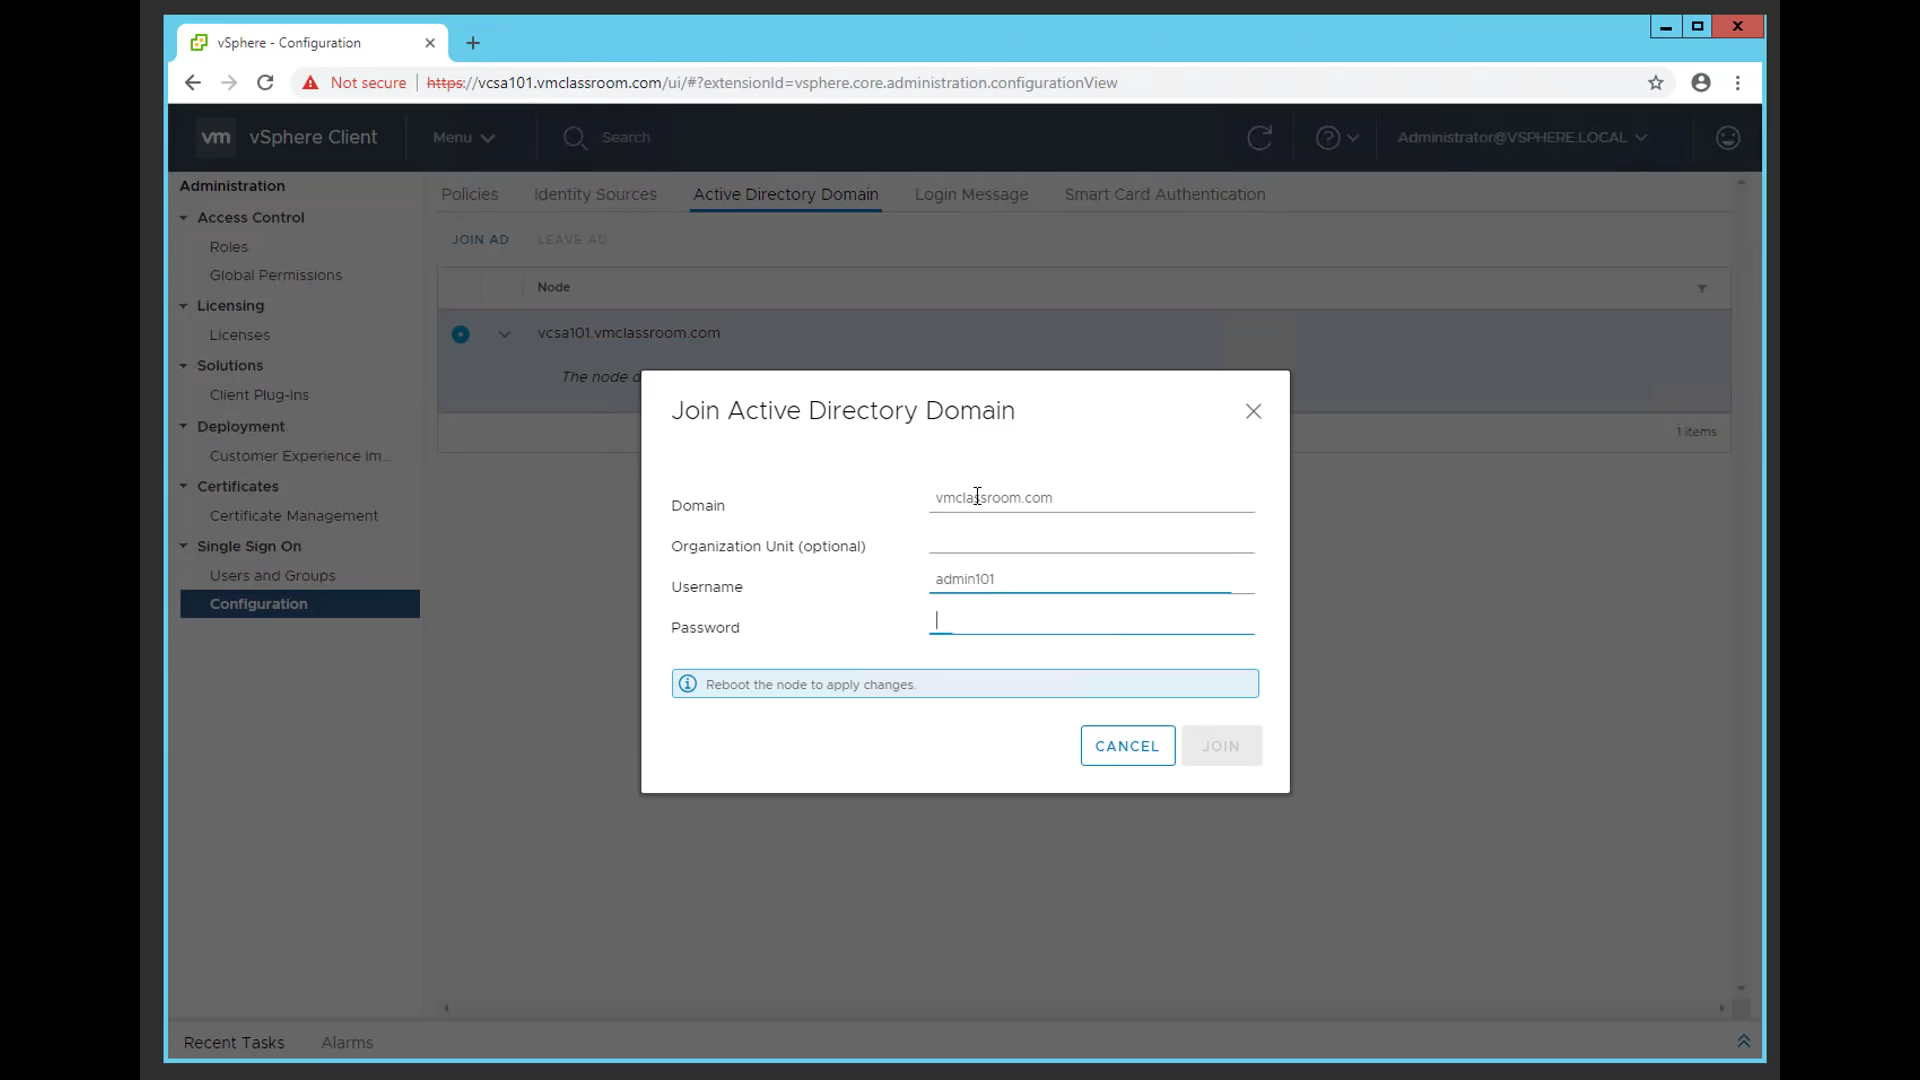 vSphere - Configuration
Not secure
https://vcsa101.vmclassroom.com/ui/#?extensionId=vsphere.core.administration.configurationView
vm vSphere Client
Menu
Search
Administrator@VSPHERE.LOCAL
Administration
Access Control
Roles
Global Permissions
Licensing
Licenses
Solutions
Client Plug-Ins
Deployment
Customer Experience Im...
Certificates
Certificate Management
Single Sign On
Users and Groups
Configuration
Policies
Identity Sources
Active Directory Domain
Login Message
Smart Card Authentication
JOIN AD
LEAVE AD
Node
vcsa101.vmclassroom.com
The node d
1 items
Join Active Directory Domain
Domain
vmclassroom.com
Organization Unit (optional)
Username
admin101
Password
Reboot the node to apply changes.
CANCEL
JOIN
Recent Tasks
Alarms